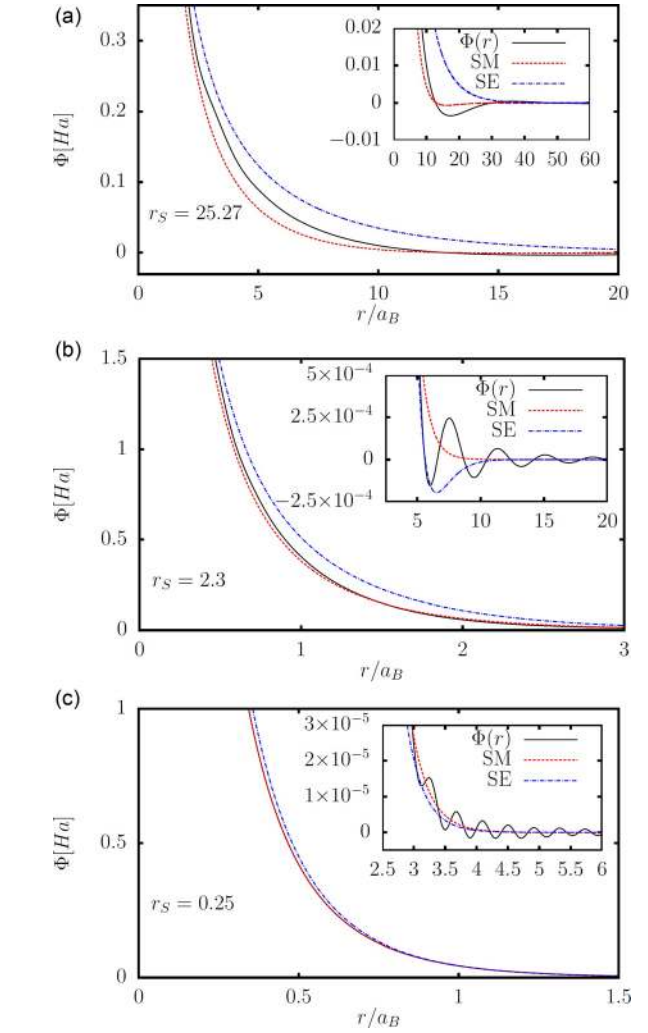 (a)
Φ[Ha]
0.3
0.2
0.1
0
r_S = 25.27
0 5 10 15 20
r/a_B
0.02
0.01
0
−0.01
0 10 20 30 40 50 60
Φ(r)
SM
SE
(b)
Φ[Ha]
1.5
1
0.5
0
r_S = 2.3
0 1 2 3
r/a_B
5×10⁻⁴
2.5×10⁻⁴
0
−2.5×10⁻⁴
5 10 15 20
Φ(r)
SM
SE
(c)
Φ[Ha]
1
0.5
0
r_S = 0.25
0 0.5 1 1.5
r/a_B
3×10⁻⁵
2×10⁻⁵
1×10⁻⁵
0
2.5 3 3.5 4 4.5 5 5.5 6
Φ(r)
SM
SE